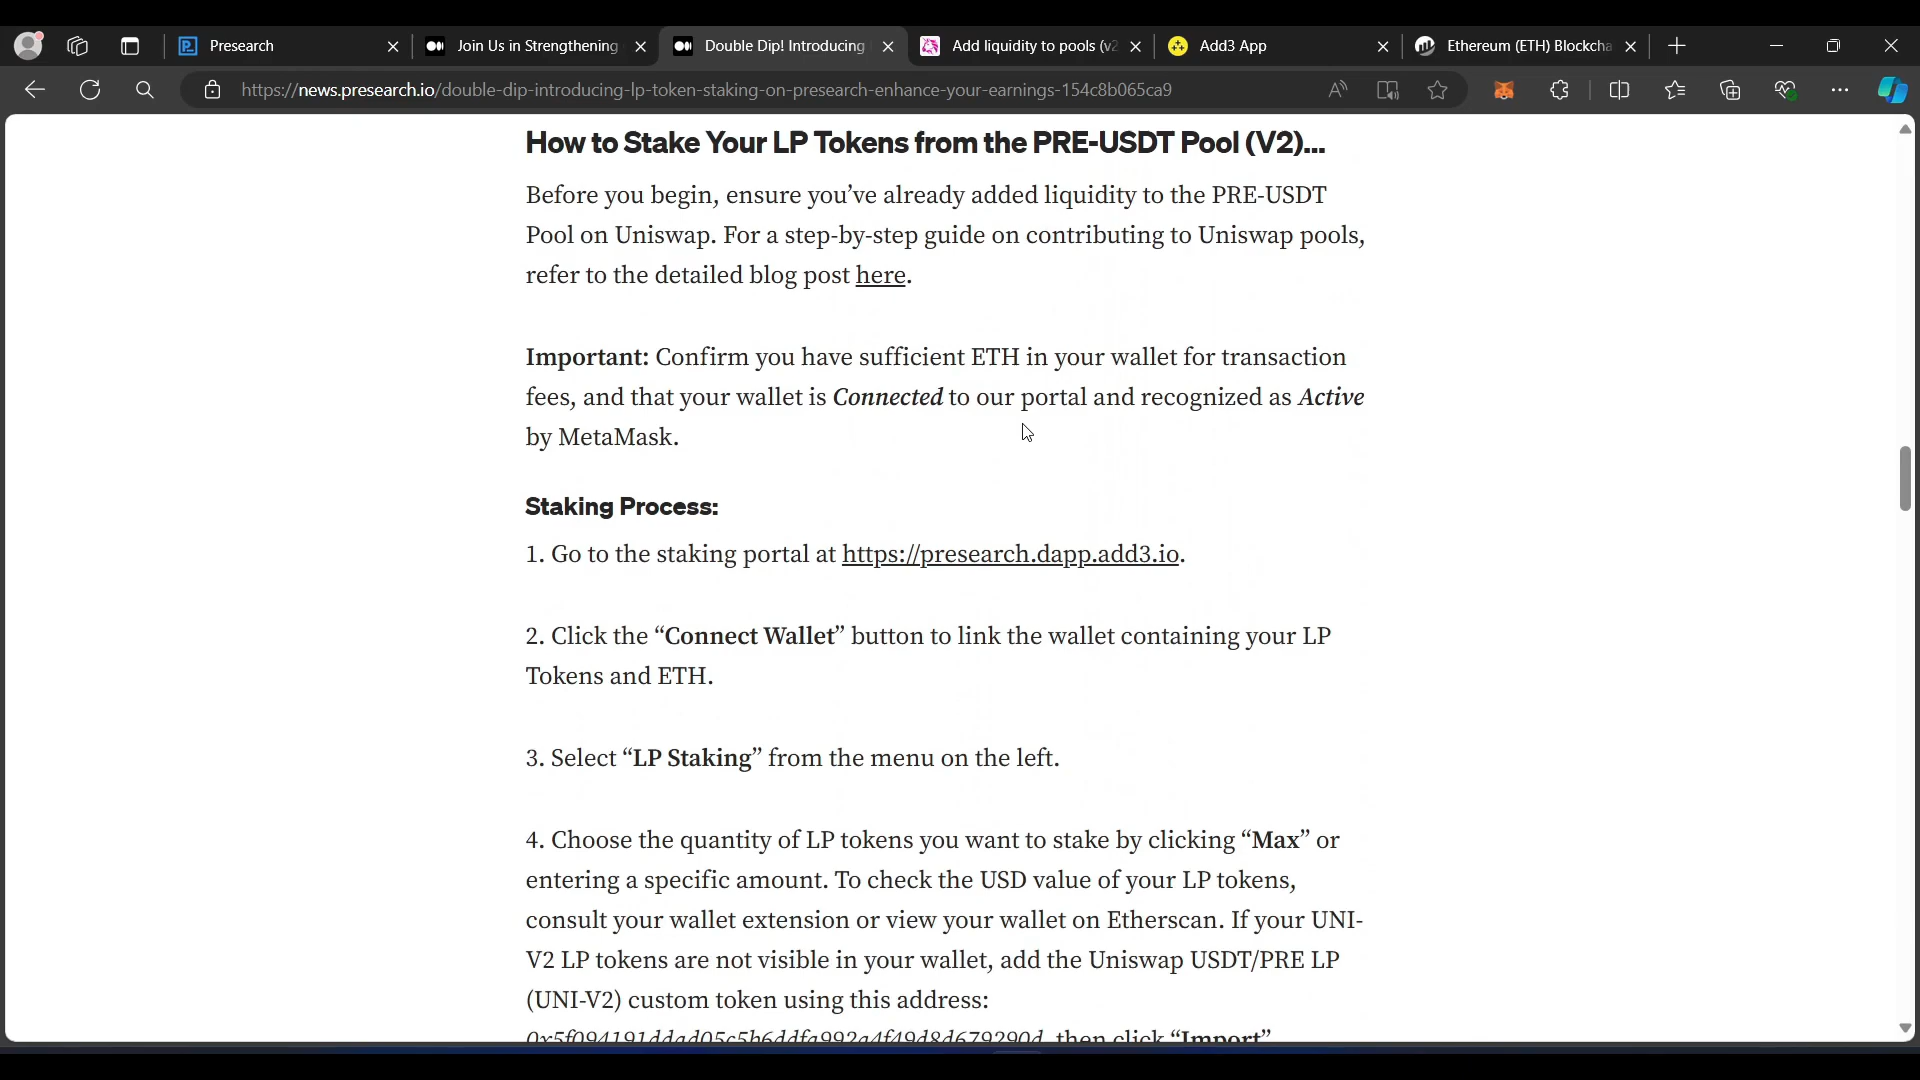 Presearch
Join Us in Strengthening
Double Dip! Introducing
Add liquidity to pools (v2
Add3 App
Ethereum (ETH) Blockcha
https://news.presearch.io/double-dip-introducing-lp-token-staking-on-presearch-enhance-your-earnings-154c8b065ca9
How to Stake Your LP Tokens from the PRE-USDT Pool (V2)...
Before you begin, ensure you’ve already added liquidity to the PRE-USDT
Pool on Uniswap. For a step-by-step guide on contributing to Uniswap pools,
refer to the detailed blog post here.
Important: Confirm you have sufficient ETH in your wallet for transaction
fees, and that your wallet is Connected to our portal and recognized as Active
by MetaMask.
Staking Process:
1. Go to the staking portal at https://presearch.dapp.add3.io.
2. Click the “Connect Wallet” button to link the wallet containing your LP
Tokens and ETH.
3. Select “LP Staking” from the menu on the left.
4. Choose the quantity of LP tokens you want to stake by clicking “Max” or
entering a specific amount. To check the USD value of your LP tokens,
consult your wallet extension or view your wallet on Etherscan. If your UNI-
V2 LP tokens are not visible in your wallet, add the Uniswap USDT/PRE LP
(UNI-V2) custom token using this address:
then click “Import”